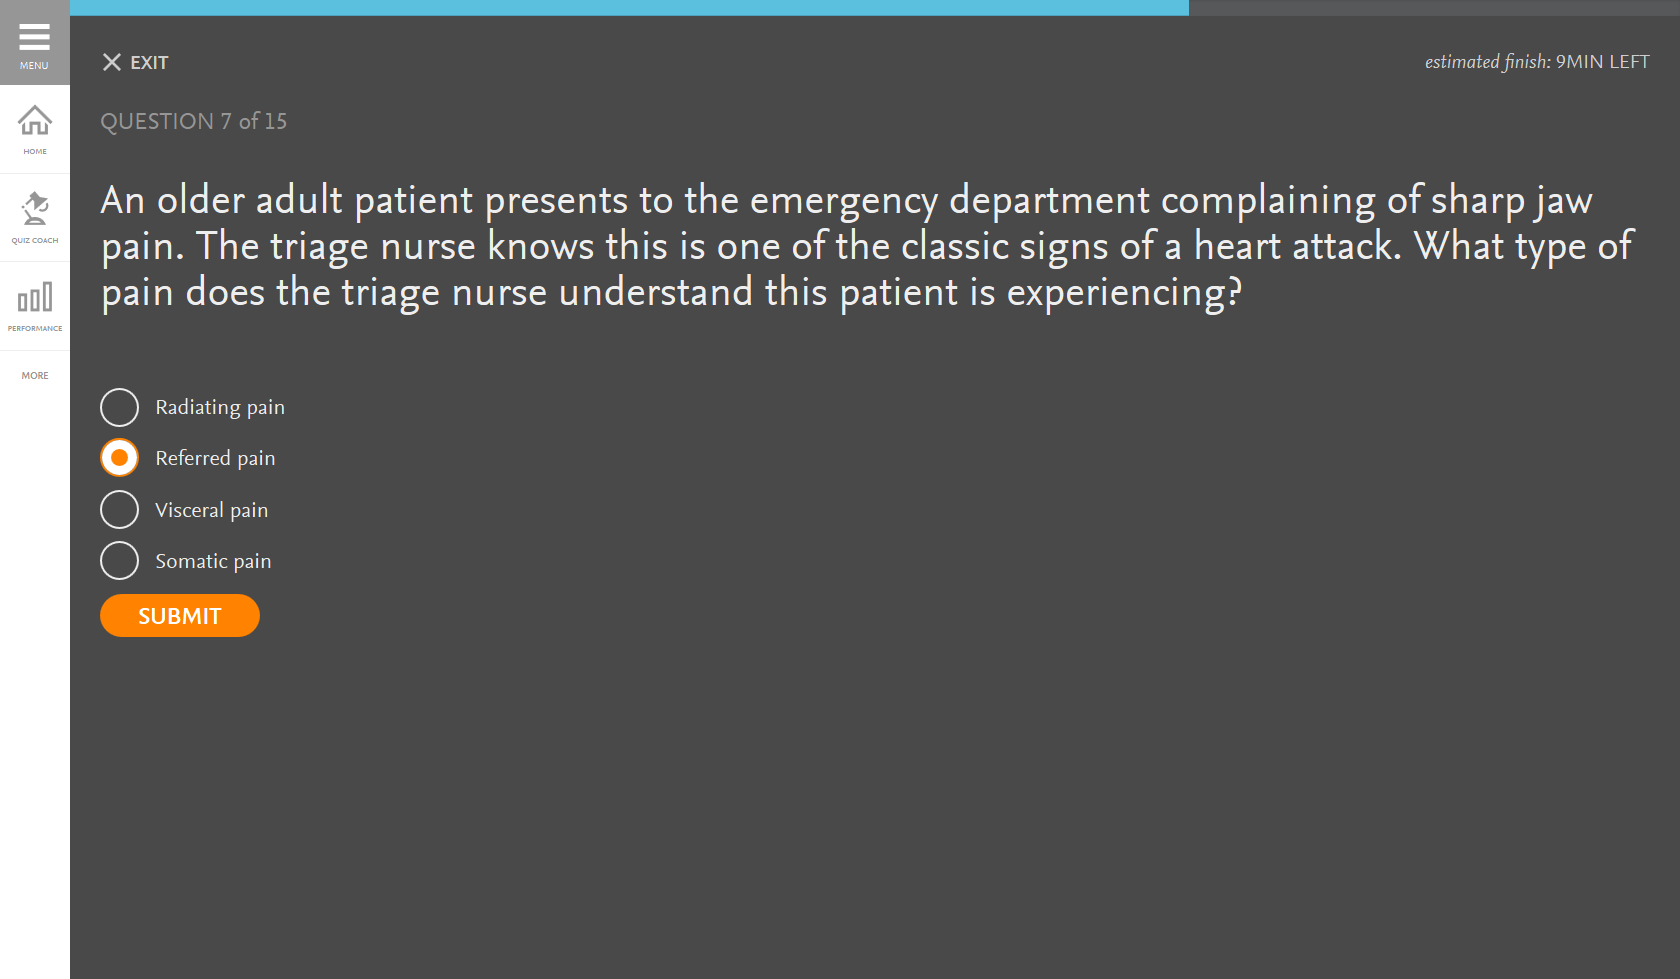 MENU
HOME
QUIZ COACH
PERFORMANCE
MORE
EXIT
estimated finish: 9MIN LEFT
QUESTION 7 of 15
An older adult patient presents to the emergency department complaining of sharp jaw
pain. The triage nurse knows this is one of the classic signs of a heart attack. What type of
pain does the triage nurse understand this patient is experiencing?
Radiating pain
Referred pain
Visceral pain
Somatic pain
SUBMIT